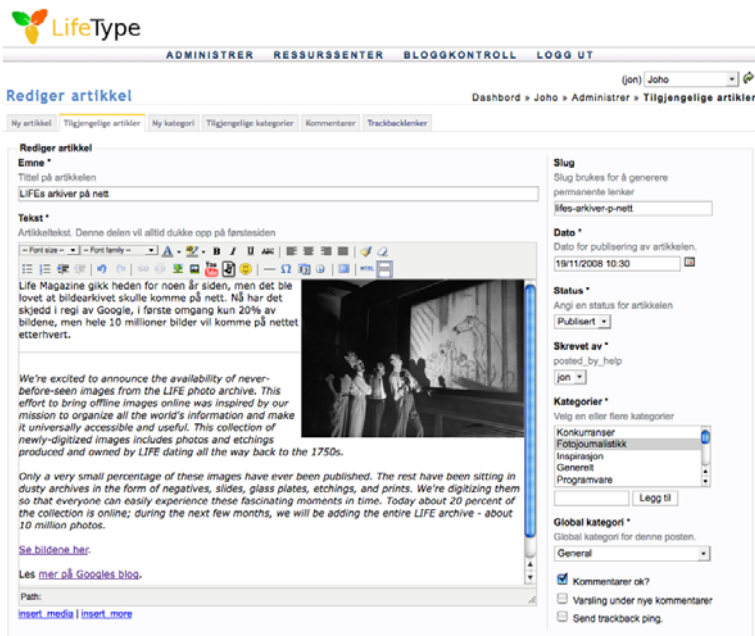 LifeType
ADMINISTRER RESSURSSENTER BLOGGKONTROLL LOGG UT
(jon) Joho
Rediger artikkel
Dashbord » Joho » Administrer » Tilgjengelige artikler
Ny artikkel Tilgjengelige artikler Ny kategori Tilgjengelige kategorier Kommentarer Trackbacklenker
Rediger artikkel
Emne *
Tittel på artikkelen
LIFEs arkiver på nett
Tekst *
Artikkeltekst. Denne delen vil alltid dukke opp på førstesiden
-- Font size -- -- Font family -- A B I U ABC
You Tube HTML
Life Magazine gikk heden for noen år siden, men det ble
lovet at bildearkivet skulle komme på nett. Nå har det
skjedd i regi av Google, i første omgang kun 20% av
bildene, men hele 10 millioner bilder vil komme på nettet
etterhvert.
We're excited to announce the availability of never-
before-seen images from the LIFE photo archive. This
effort to bring offline images online was inspired by our
mission to organize all the world's information and make
it universally accessible and useful. This collection of
newly-digitized images includes photos and etchings
produced and owned by LIFE dating all the way back to the 1750s.
Only a very small percentage of these images have ever been published. The rest have been sitting in
dusty archives in the form of negatives, slides, glass plates, etchings, and prints. We're digitizing them
so that everyone can easily experience these fascinating moments in time. Today about 20 percent of
the collection is online; during the next few months, we will be adding the entire LIFE archive - about
10 million photos.
Se bildene her.
Les mer på Googles blog.
Path:
insert_media | insert_more
Slug
Slug brukes for å generere
permanente lenker
lifes-arkiver-p-nett
Dato *
Dato for publisering av artikkelen.
19/11/2008 10:30
Status *
Angi en status for artikkelen
Publisert
Skrevet av *
posted_by_help
jon
Kategorier *
Velg en eller flere kategorier
Konkurranser
Fotojournalistikk
Inspirasjon
Generelt
Programvare
Legg til
Global kategori *
Global kategori for denne posten.
General
Kommentarer ok?
Varsling under nye kommentarer
Send trackback ping.